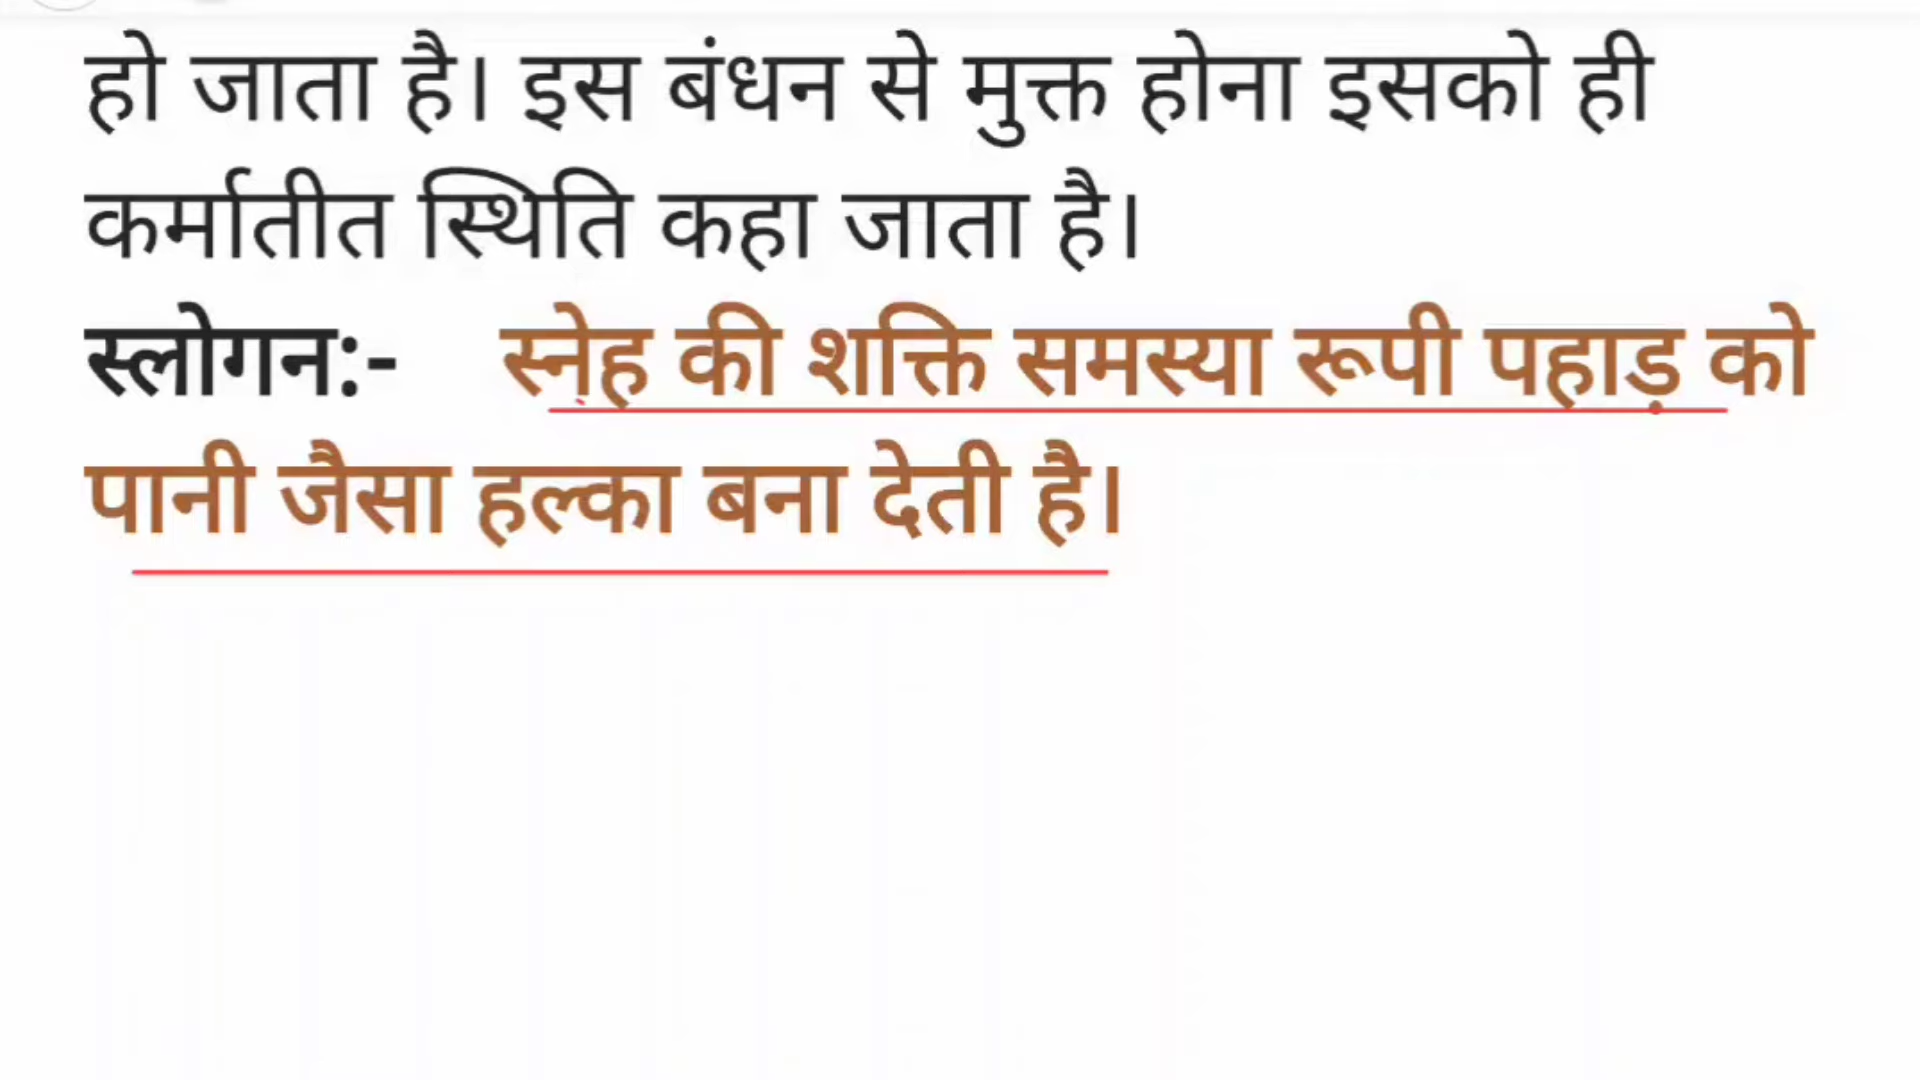 हो जाता है। इस बंधन से मुक्त होना इसको ही
कर्मातीत स्थिति कहा जाता है।
स्लोगन:- स्नेह की शक्ति समस्या रूपी पहाड़ को
पानी जैसा हल्का बना देती है।